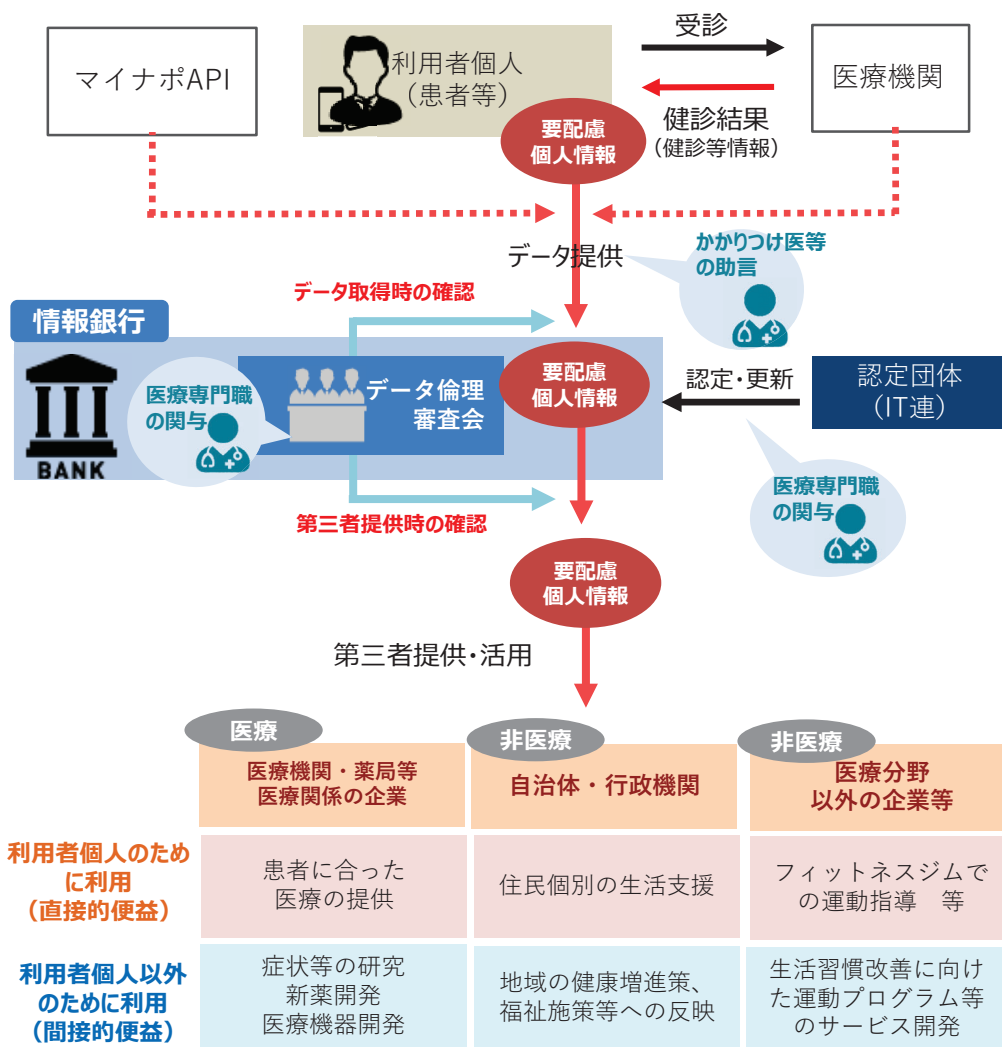 マイナポAPI
利用者個人
（患者等）
受診
医療機関
健診結果
（健診等情報）
要配慮
個人情報
データ提供
かかりつけ医等
の助言
データ取得時の確認
情報銀行
BANK
医療専門職
の関与
データ倫理
審査会
要配慮
個人情報
認定・更新
認定団体
（IT連）
医療専門職
の関与
第三者提供時の確認
要配慮
個人情報
第三者提供・活用
医療
非医療
非医療
医療機関・薬局等
医療関係の企業
自治体・行政機関
医療分野
以外の企業等
利用者個人のため
に利用
（直接的便益）
患者に合った
医療の提供
住民個別の生活支援
フィットネスジムで
の運動指導　等
利用者個人以外
のために利用
（間接的便益）
症状等の研究
新薬開発
医療機器開発
地域の健康増進策、
福祉施策等への反映
生活習慣改善に向け
た運動プログラム等
のサービス開発